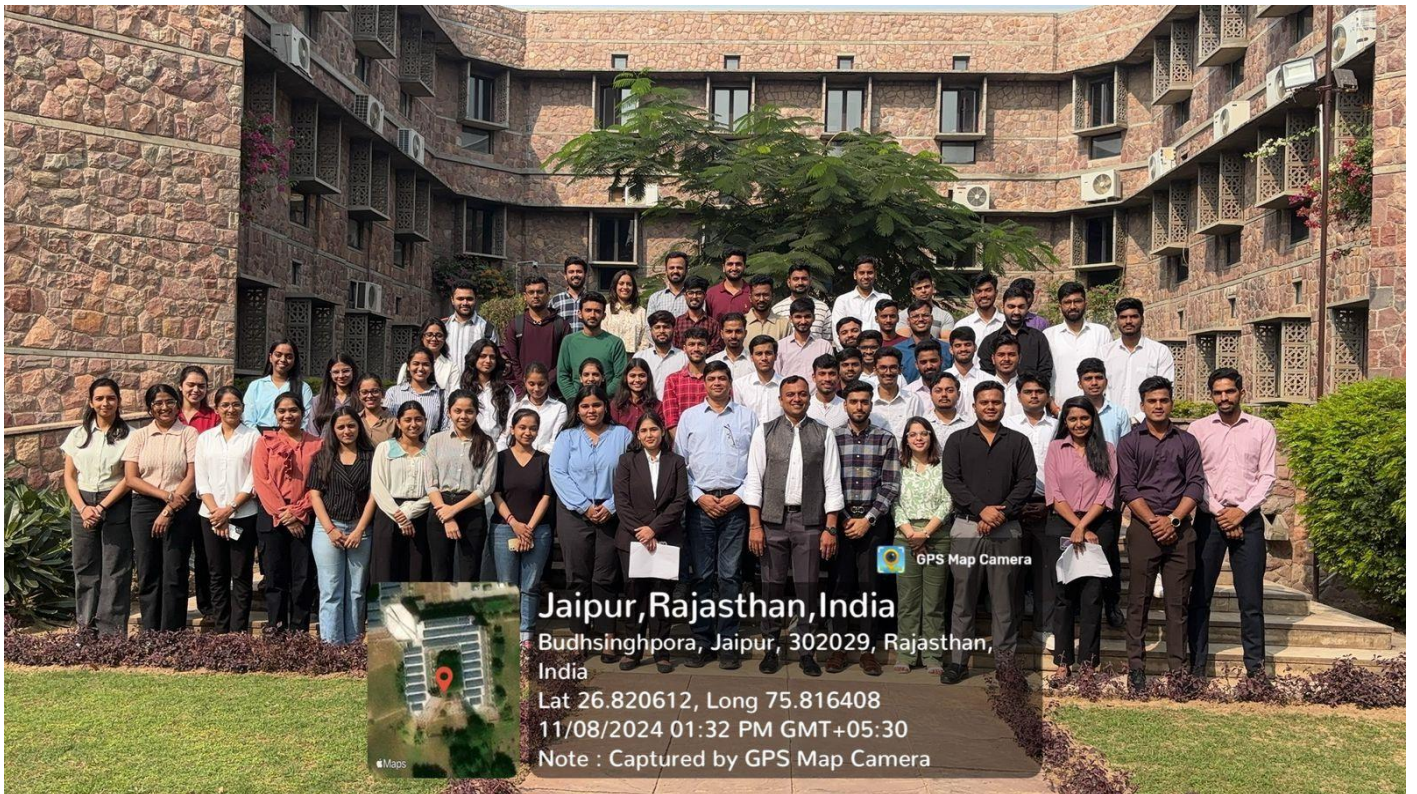 GPS Map Camera
Jaipur,Rajasthan,India
Budhsinghpora, Jaipur, 302029, Rajasthan,
India
Lat 26.820612, Long 75.816408
11/08/2024 01:32 PM GMT+05:30
Note : Captured by GPS Map Camera
Maps